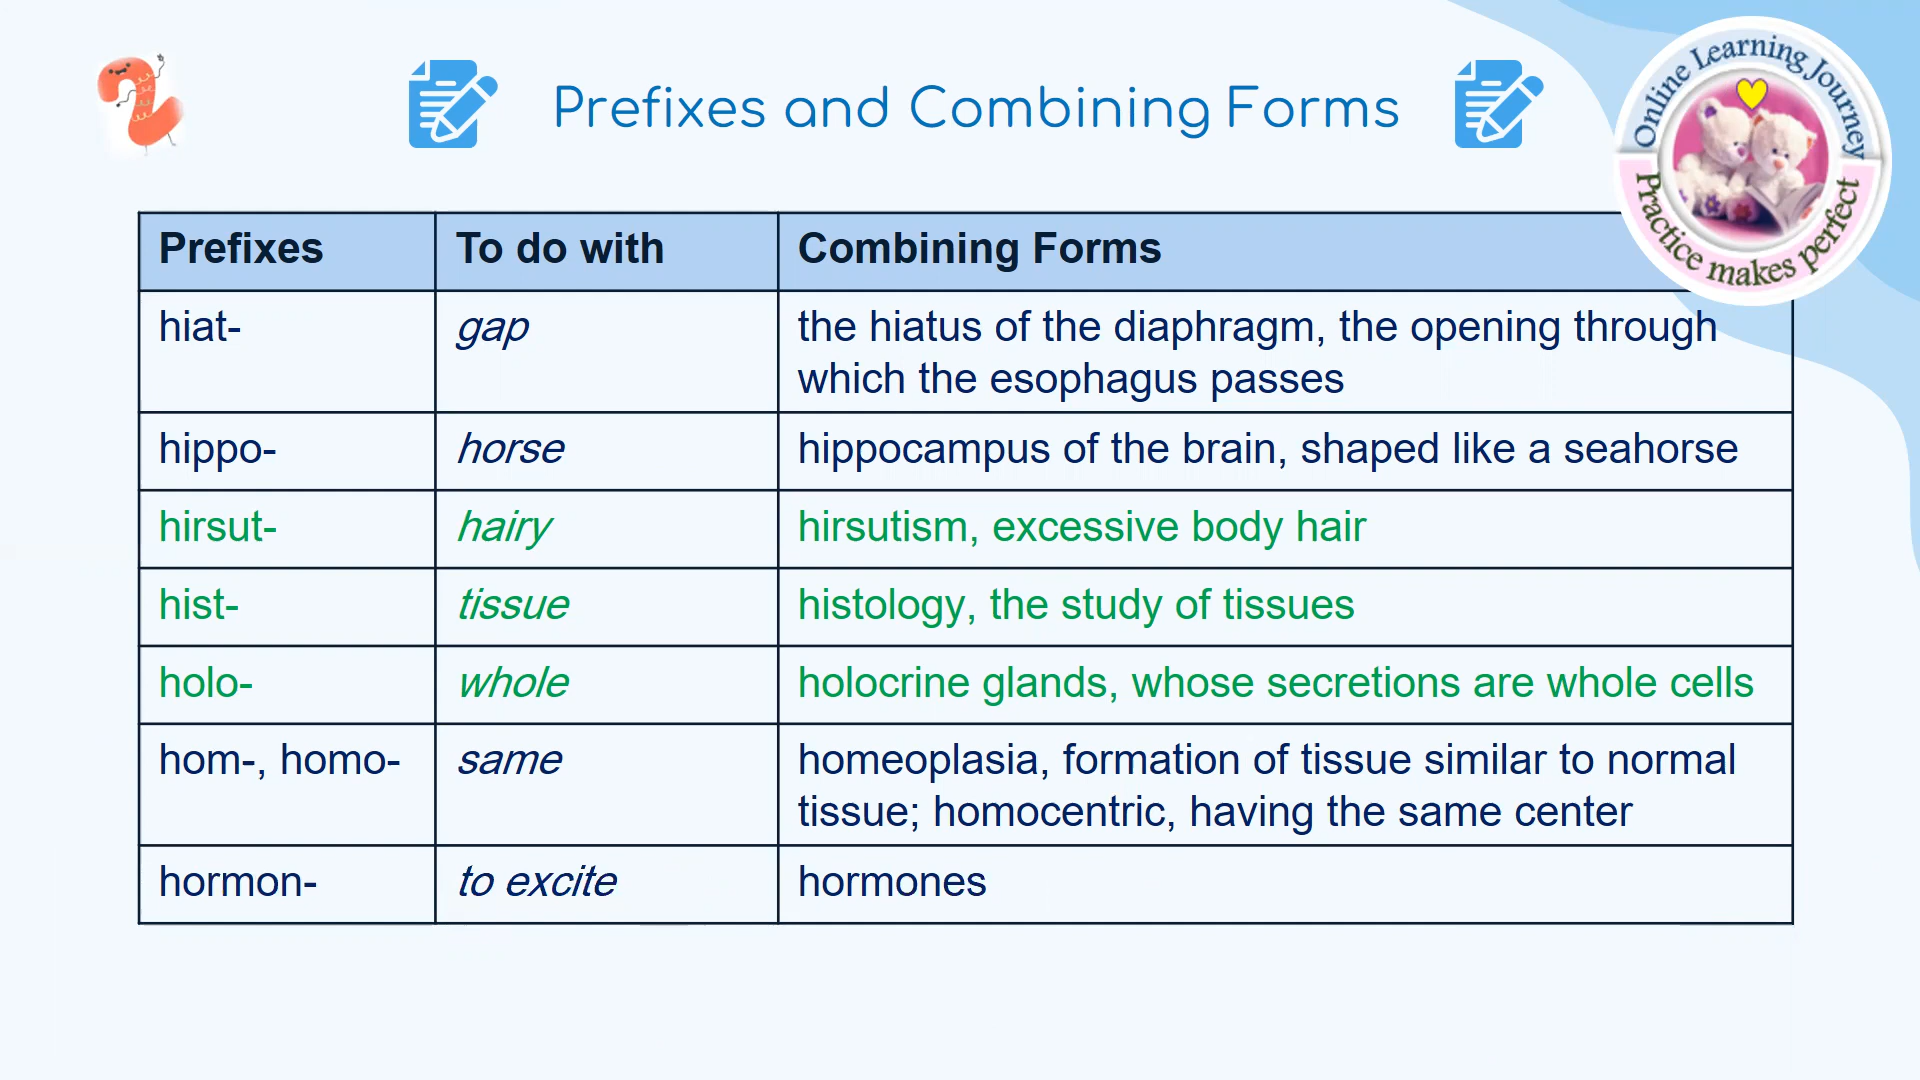 Prefixes and Combining Forms
Online Learning Journey
Practice makes perfect
Prefixes To do with Combining Forms
hiat- gap the hiatus of the diaphragm, the opening through
which the esophagus passes
hippo- horse hippocampus of the brain, shaped like a seahorse
hirsut- hairy hirsutism, excessive body hair
hist- tissue histology, the study of tissues
holo- whole holocrine glands, whose secretions are whole cells
hom-, homo- same homeoplasia, formation of tissue similar to normal
tissue; homocentric, having the same center
hormon- to excite hormones